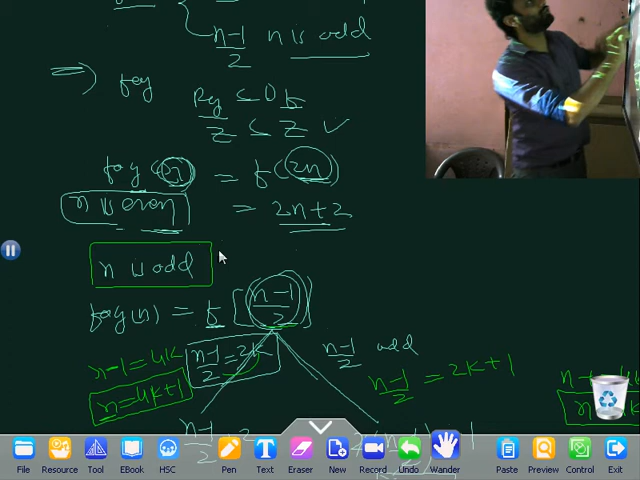 n-1/2 n is odd
⇒ fog Rg ⊆ Df
Z ⊆ Z ✓
fog(n) = f(2n)
n is even = 2n+2
n is odd
fog(n) = f[n-1/2]
n-1/2 = 2k
n-1/2 odd
n-1 = 4k
n = 4k+1
n-1/2 = 2k+1
File
Resource
Tool
EBook
HSC
Pen
Text
Eraser
New
Record
Undo
Wander
Paste
Preview
Control
Exit